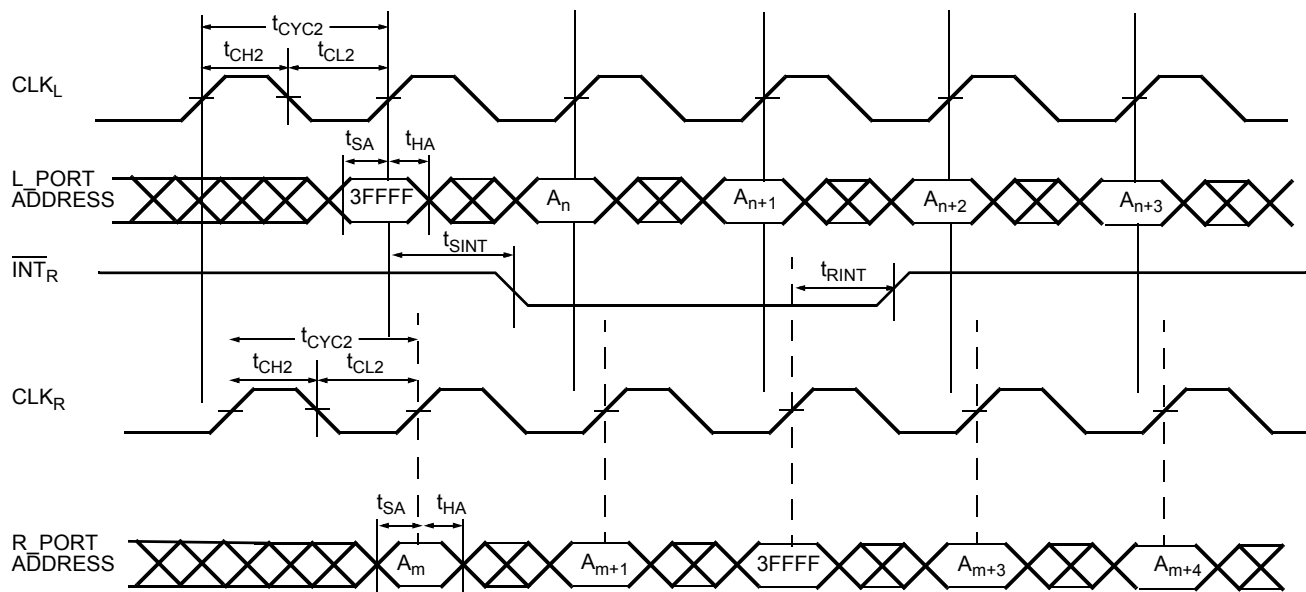 tCYC2
tCH2 tCL2
CLKL
tSA tHA
L_PORT
ADDRESS
3FFFF An An+1 An+2 An+3
tSINT
INTR
tRINT
tCYC2
tCH2 tCL2
CLKR
tSA tHA
R_PORT
ADDRESS
Am Am+1 3FFFF Am+3 Am+4